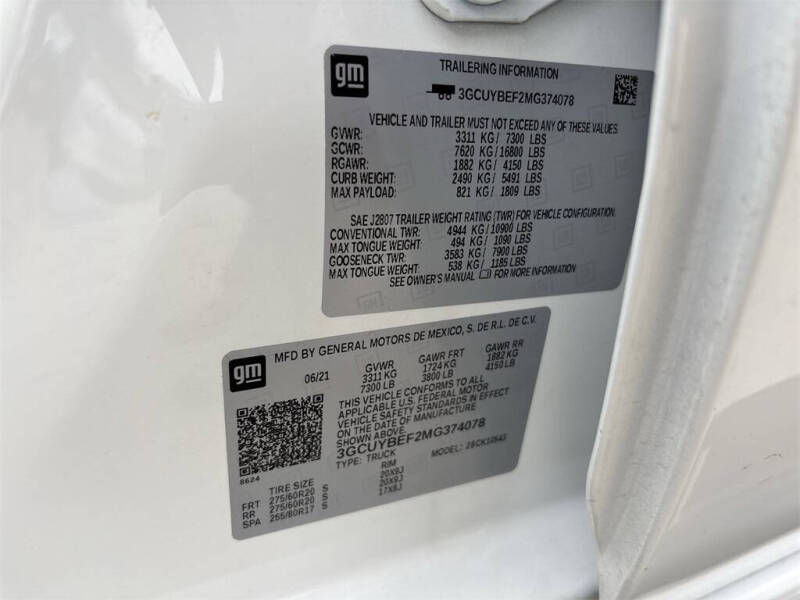 gm
TRAILERING INFORMATION
3GCUYBEF2MG374078
VEHICLE AND TRAILER MUST NOT EXCEED ANY OF THESE VALUES
GVWR: 3311 KG / 7300 LBS
GCWR: 7620 KG / 16800 LBS
RGAWR: 1882 KG / 4150 LBS
CURB WEIGHT: 2490 KG / 5491 LBS
MAX PAYLOAD: 821 KG / 1809 LBS
SAE J2807 TRAILER WEIGHT RATING (TWR) FOR VEHICLE CONFIGURATION.
CONVENTIONAL TWR: 4944 KG / 10900 LBS
MAX TONGUE WEIGHT: 494 KG / 1090 LBS
GOOSENECK TWR: 3583 KG / 7900 LBS
MAX TONGUE WEIGHT: 538 KG / 1185 LBS
SEE OWNER'S MANUAL FOR MORE INFORMATION
gm
MFD BY GENERAL MOTORS DE MEXICO, S. DE R.L. DE C.V.
06/21 GVWR GAWR FRT GAWR RR
3311 KG 1724 KG 1882 KG
7300 LB 3800 LB 4150 LB
THIS VEHICLE CONFORMS TO ALL
APPLICABLE U.S. FEDERAL MOTOR
VEHICLE SAFETY STANDARDS IN EFFECT
ON THE DATE OF MANUFACTURE
SHOWN ABOVE.
3GCUYBEF2MG374078
TYPE: TRUCK MODEL:
8624
TIRE SIZE RIM
FRT 275/60R20 S 20X9J
RR 275/60R20 S 20X9J
SPA 255/80R17 S 17X8J